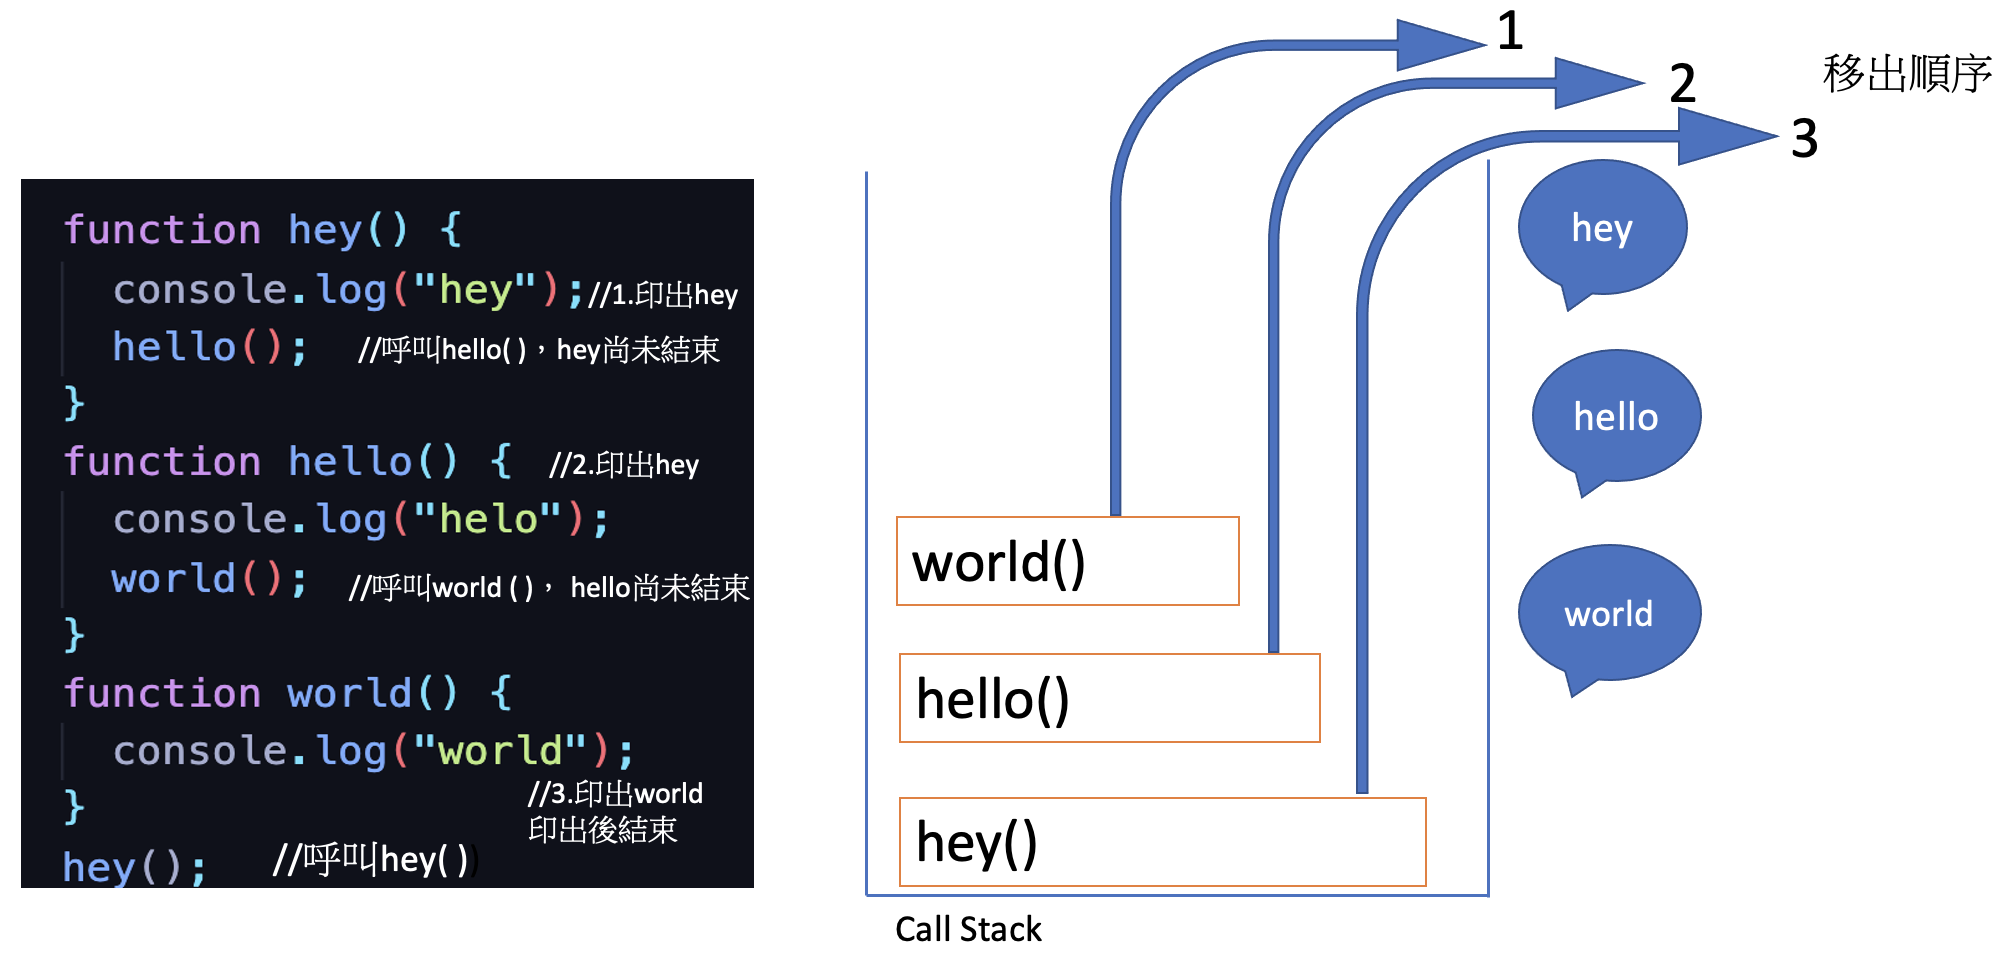 function hey() {
console.log("hey"); //1.印出hey
hello(); //呼叫hello( )，hey尚未結束
}
function hello() { //2.印出hey
console.log("helo");
world(); //呼叫world ( )， hello尚未結束
}
function world() {
console.log("world");
}
//3.印出world
印出後結束
hey(); //呼叫hey( ))
1
2
3
移出順序
world()
hello()
hey()
Call Stack
hey
hello
world